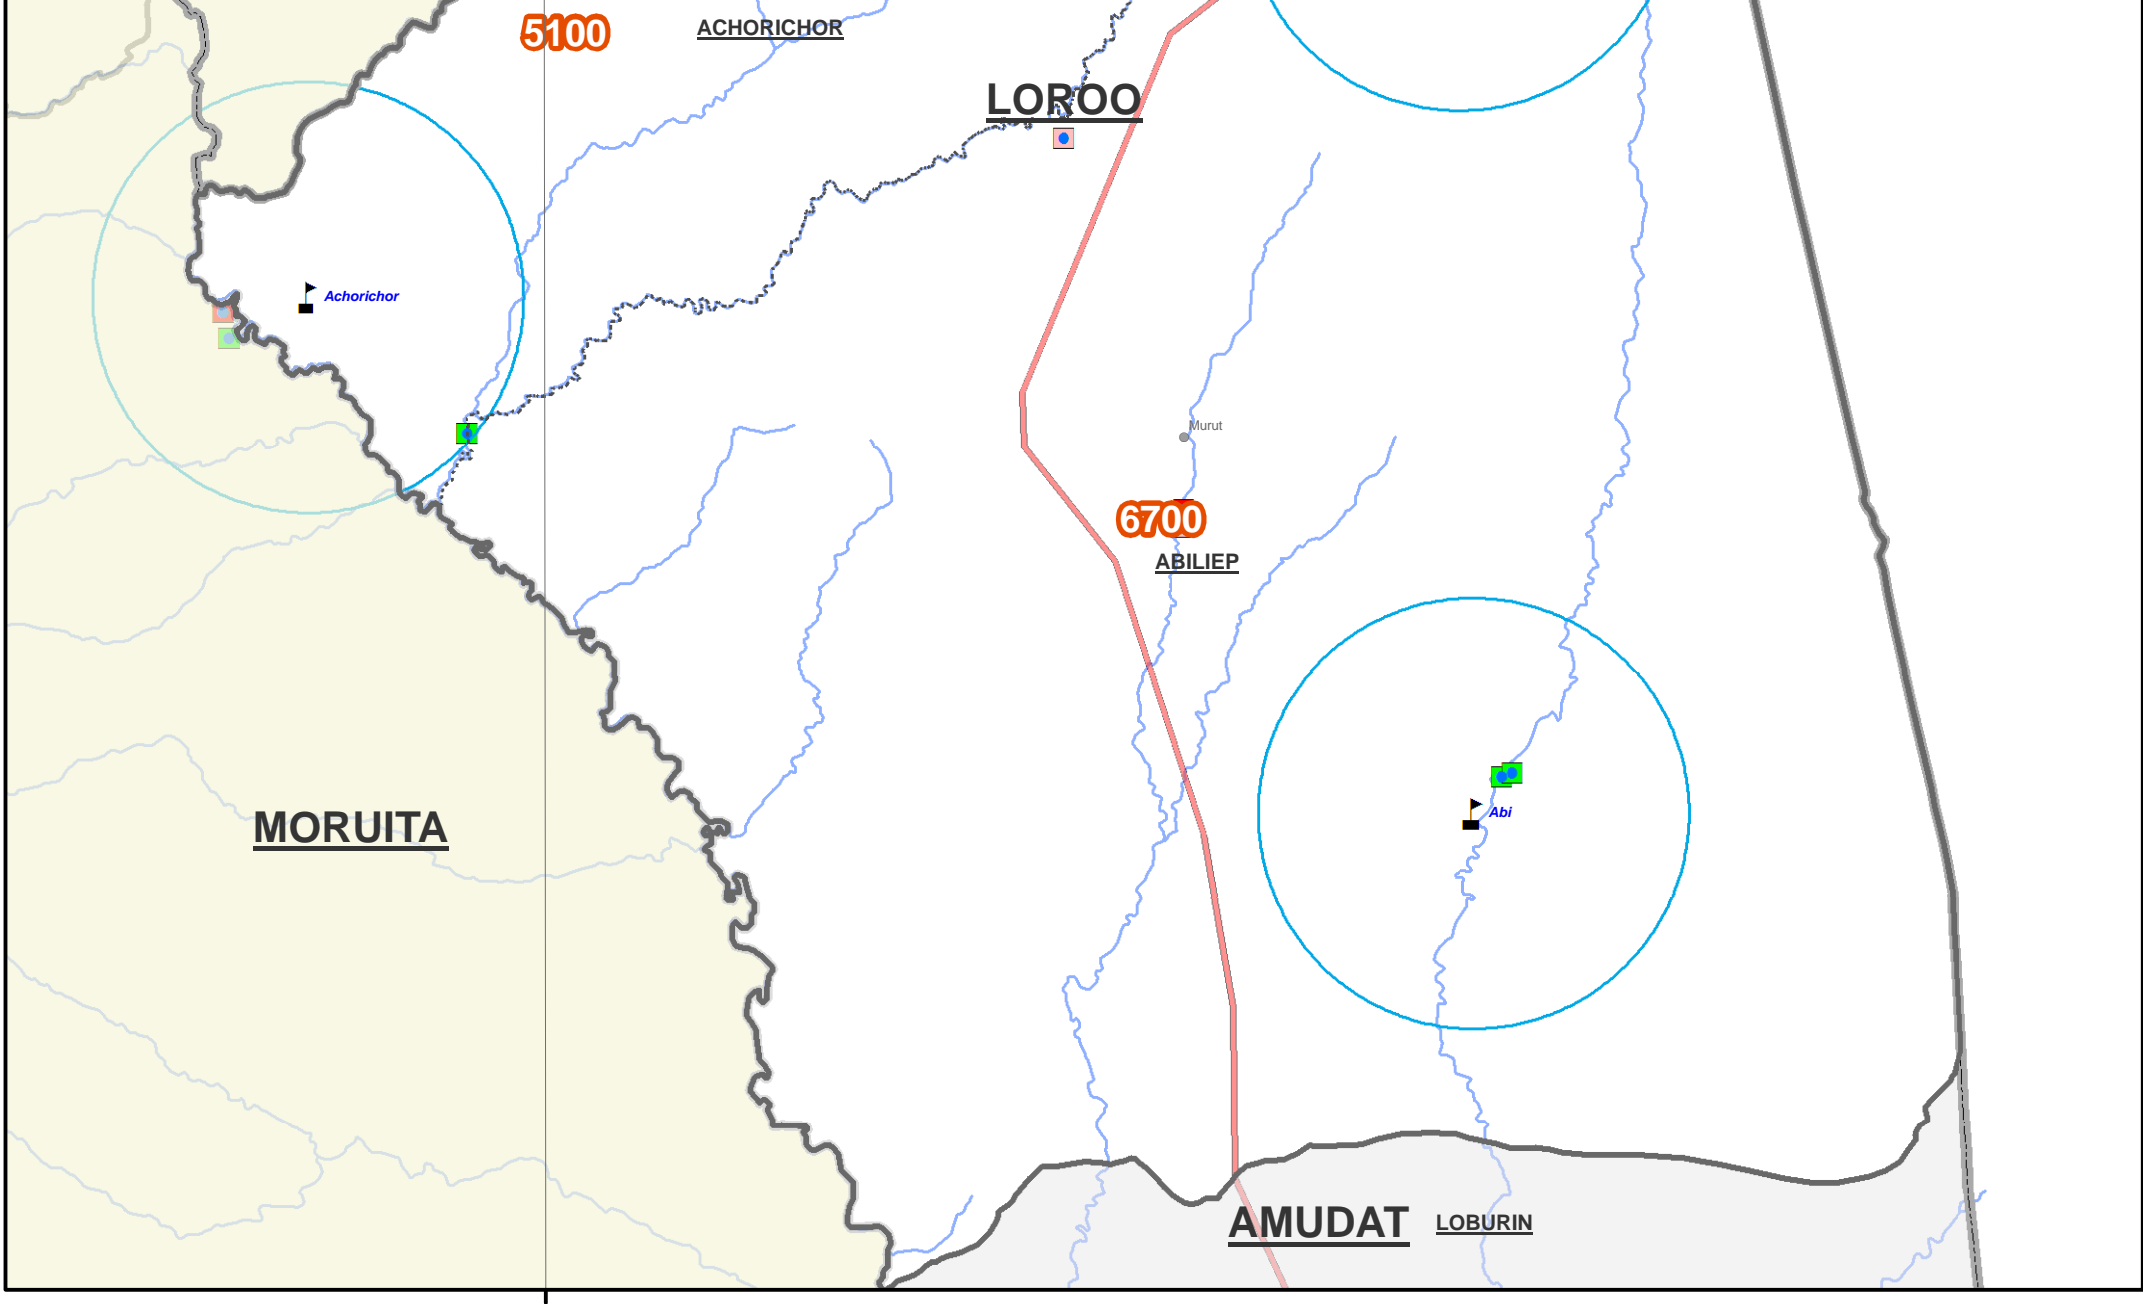 5100
ACHORICHOR
LOROO
Achorichor
Murut
6700
ABILIEP
Abi
MORUITA
AMUDAT
LOBURIN